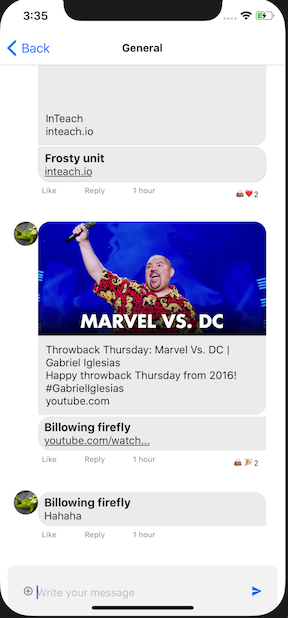 3:35
Back
General
InTeach
inteach.io
Frosty unit
inteach.io
Like Reply 1 hour 2
MARVEL VS. DC
Throwback Thursday: Marvel Vs. DC |
Gabriel Iglesias
Happy throwback Thursday from 2016!
#GabrielIglesias
youtube.com
Billowing firefly
youtube.com/watch...
Like Reply 1 hour 2
Billowing firefly
Hahaha
Like Reply 1 hour
Write your message